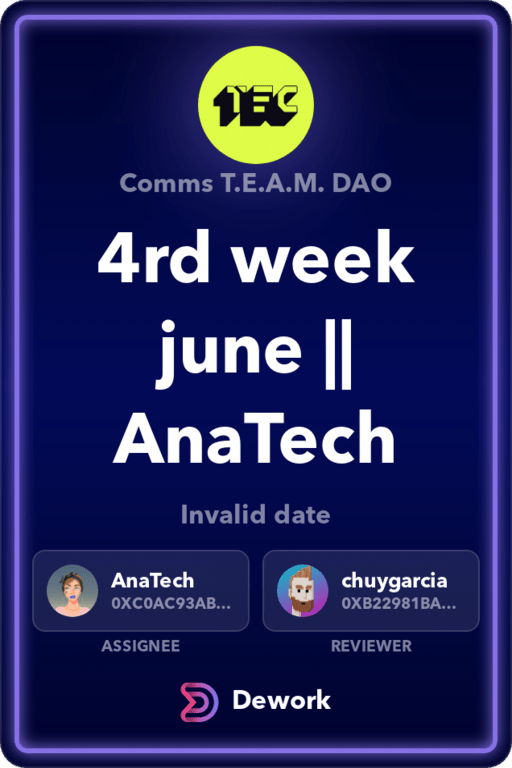 TEC
Comms T.E.A.M. DAO
4rd week
june ||
AnaTech
Invalid date
AnaTech
0XC0AC93AB...
chuygarcia
0XB22981BA...
ASSIGNEE
REVIEWER
Dework